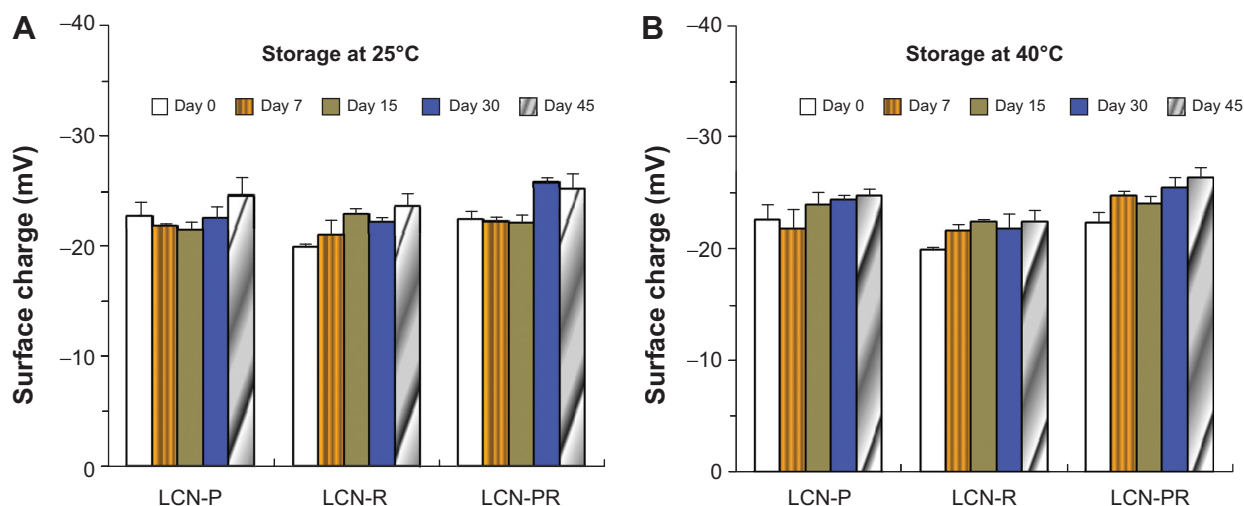 A
Storage at 25°C
Day 0 Day 7 Day 15 Day 30 Day 45
Surface charge (mV)
–40
–30
–20
–10
0
LCN-P LCN-R LCN-PR
B
Storage at 40°C
Day 0 Day 7 Day 15 Day 30 Day 45
Surface charge (mV)
–40
–30
–20
–10
0
LCN-P LCN-R LCN-PR